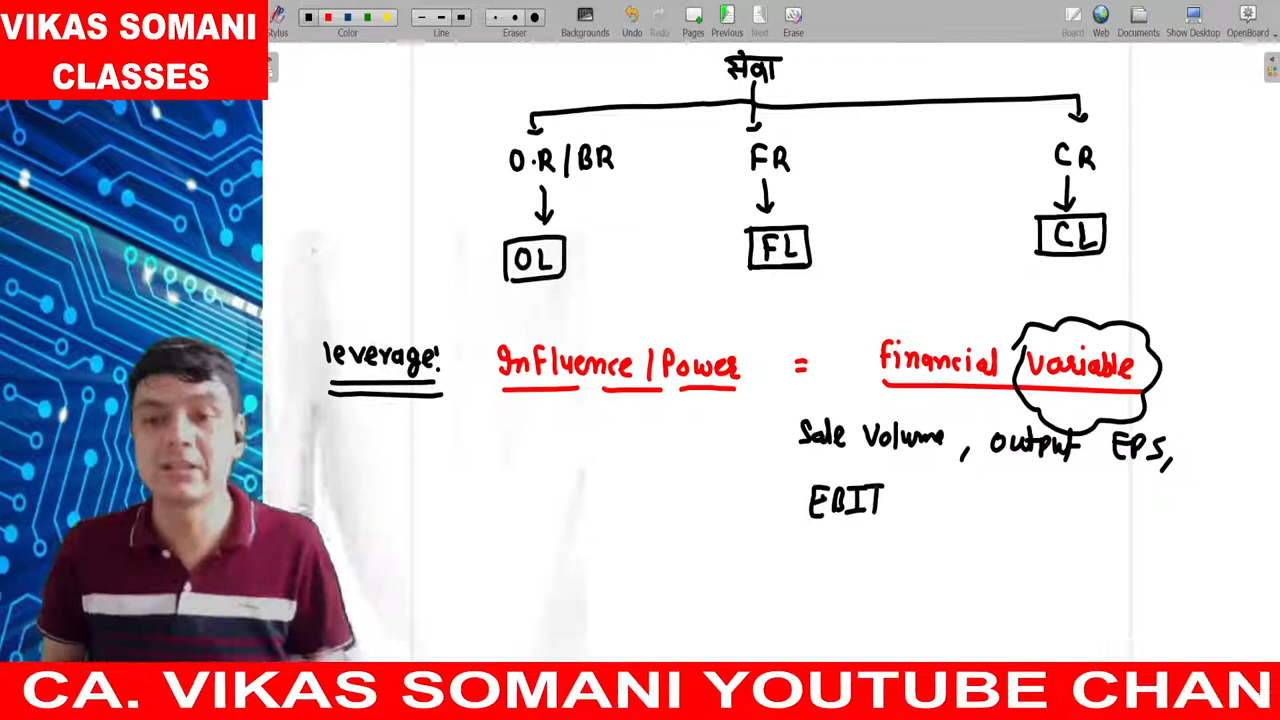 VIKAS SOMANI
CLASSES
Stylus
Color
Line
Eraser
Backgrounds
Undo
Redo
Pages
Previous
Next
Erase
Board
Web
Documents
Show Desktop
OpenBoard
सेवा
O.R/BR FR CR
OL FL CL
leverage: Influence/Power = Financial Variable
Sale Volume, Output EPS,
EBIT
CA. VIKAS SOMANI YOUTUBE CHAN